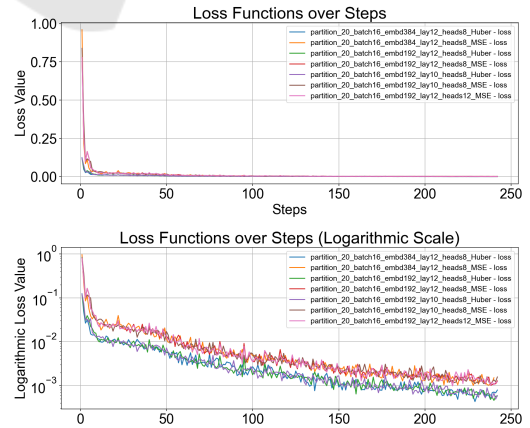 Loss Functions over Steps
Loss Value
1.00
0.75
0.50
0.25
0.00
partition_20_batch16_embd384_lay12_heads8_Huber - loss
partition_20_batch16_embd384_lay12_heads8_MSE - loss
partition_20_batch16_embd192_lay12_heads8_Huber - loss
partition_20_batch16_embd192_lay12_heads8_MSE - loss
partition_20_batch16_embd192_lay10_heads8_Huber - loss
partition_20_batch16_embd192_lay10_heads8_MSE - loss
partition_20_batch16_embd192_lay12_heads12_MSE - loss
0 50 100 150 200 250
Steps
Loss Functions over Steps (Logarithmic Scale)
Logarithmic Loss Value
10⁰
10⁻¹
10⁻²
10⁻³
partition_20_batch16_embd384_lay12_heads8_Huber - loss
partition_20_batch16_embd384_lay12_heads8_MSE - loss
partition_20_batch16_embd192_lay12_heads8_Huber - loss
partition_20_batch16_embd192_lay12_heads8_MSE - loss
partition_20_batch16_embd192_lay10_heads8_Huber - loss
partition_20_batch16_embd192_lay10_heads8_MSE - loss
partition_20_batch16_embd192_lay12_heads12_MSE - loss
0 50 100 150 200 250